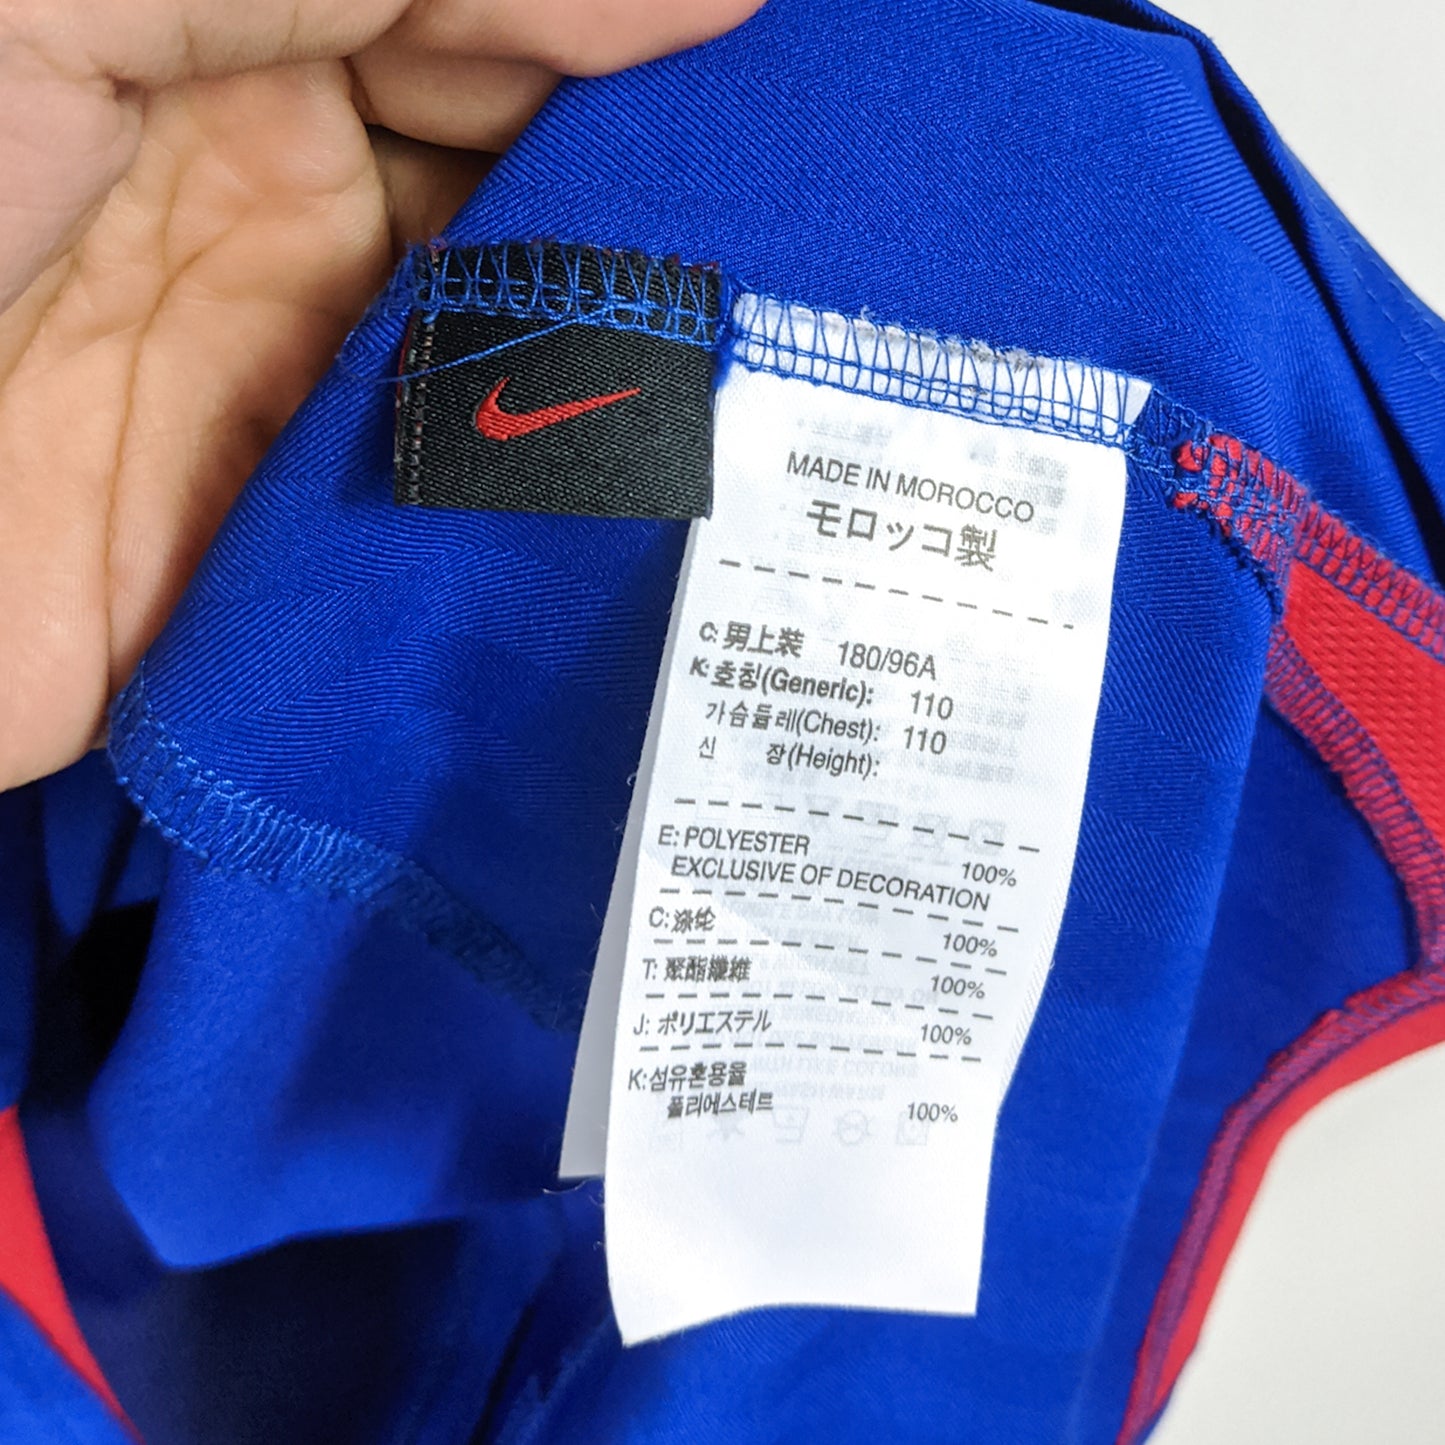 MADE IN MOROCCO
モロッコ製
C: 男上装 180/96A
K: 호칭(Generic): 110
가슴둘레(Chest): 110
신 장(Height):
E: POLYESTER 100%
EXCLUSIVE OF DECORATION
C: 涤纶 100%
T: 聚酯纖維 100%
J: ポリエステル 100%
K: 섬유혼용율
폴리에스테르 100%